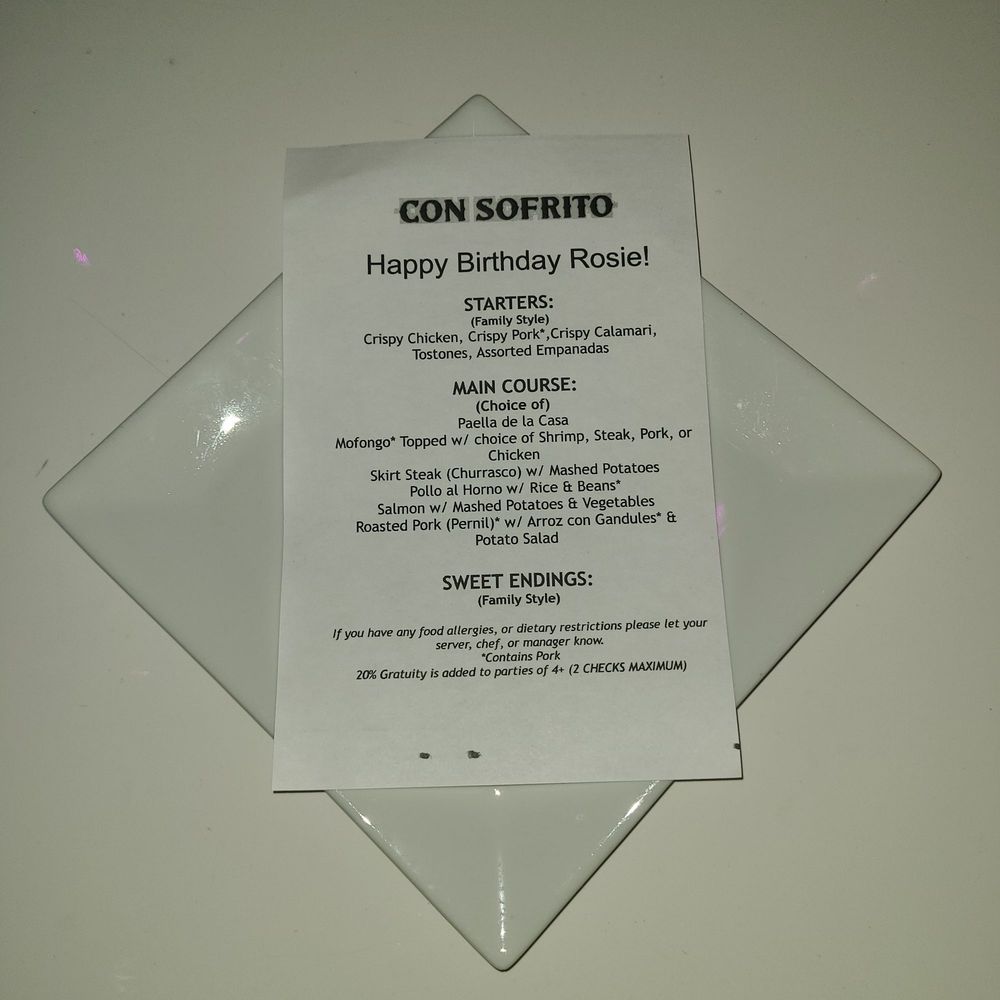 CON SOFRITO
Happy Birthday Rosie!
STARTERS:
(Family Style)
Crispy Chicken, Crispy Pork*,Crispy Calamari,
Tostones, Assorted Empanadas
MAIN COURSE:
(Choice of)
Paella de la Casa
Mofongo* Topped w/ choice of Shrimp, Steak, Pork, or
Chicken
Skirt Steak (Churrasco) w/ Mashed Potatoes
Pollo al Horno w/ Rice & Beans*
Salmon w/ Mashed Potatoes & Vegetables
Roasted Pork (Pernil)* w/ Arroz con Gandules* &
Potato Salad
SWEET ENDINGS:
(Family Style)
If you have any food allergies, or dietary restrictions please let your
server, chef, or manager know.
*Contains Pork
20% Gratuity is added to parties of 4+ (2 CHECKS MAXIMUM)